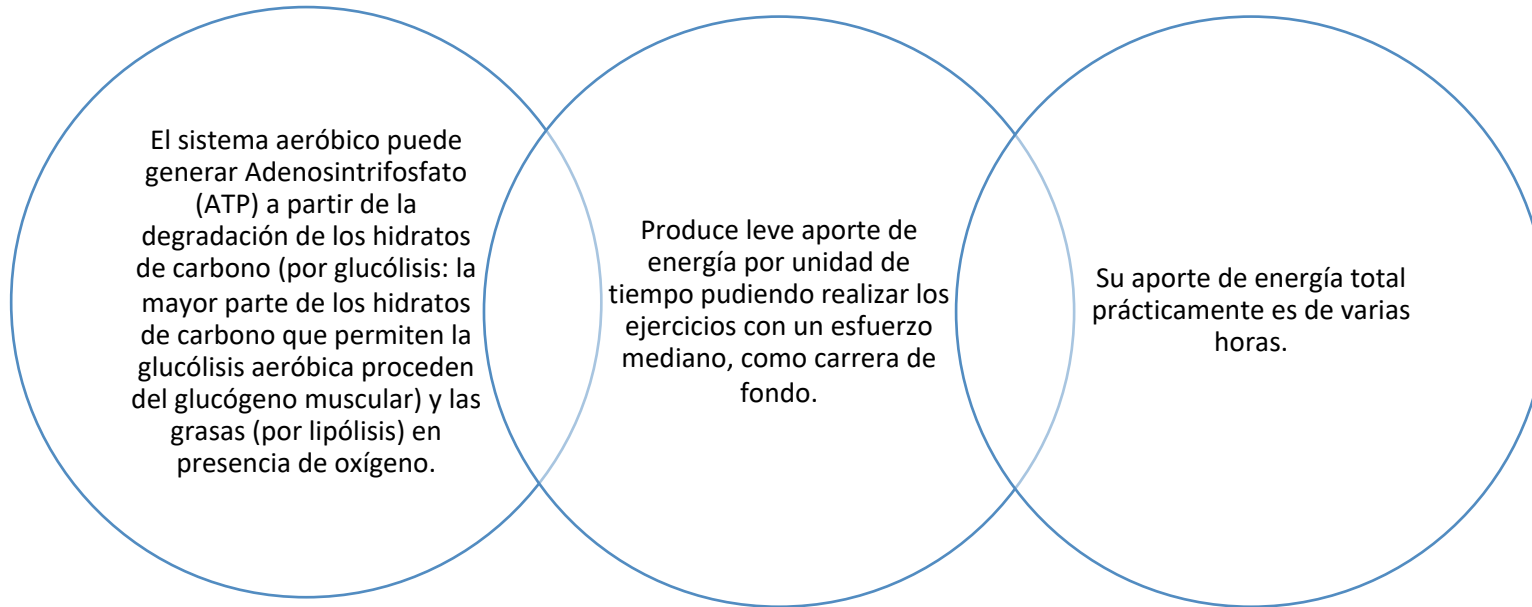 El sistema aeróbico puede
generar Adenosintrifosfato
(ATP) a partir de la
degradación de los hidratos
de carbono (por glucólisis: la
mayor parte de los hidratos
de carbono que permiten la
glucólisis aeróbica proceden
del glucógeno muscular) y las
grasas (por lipólisis) en
presencia de oxígeno.
Produce leve aporte de
energía por unidad de
tiempo pudiendo realizar los
ejercicios con un esfuerzo
mediano, como carrera de
fondo.
Su aporte de energía total
prácticamente es de varias
horas.